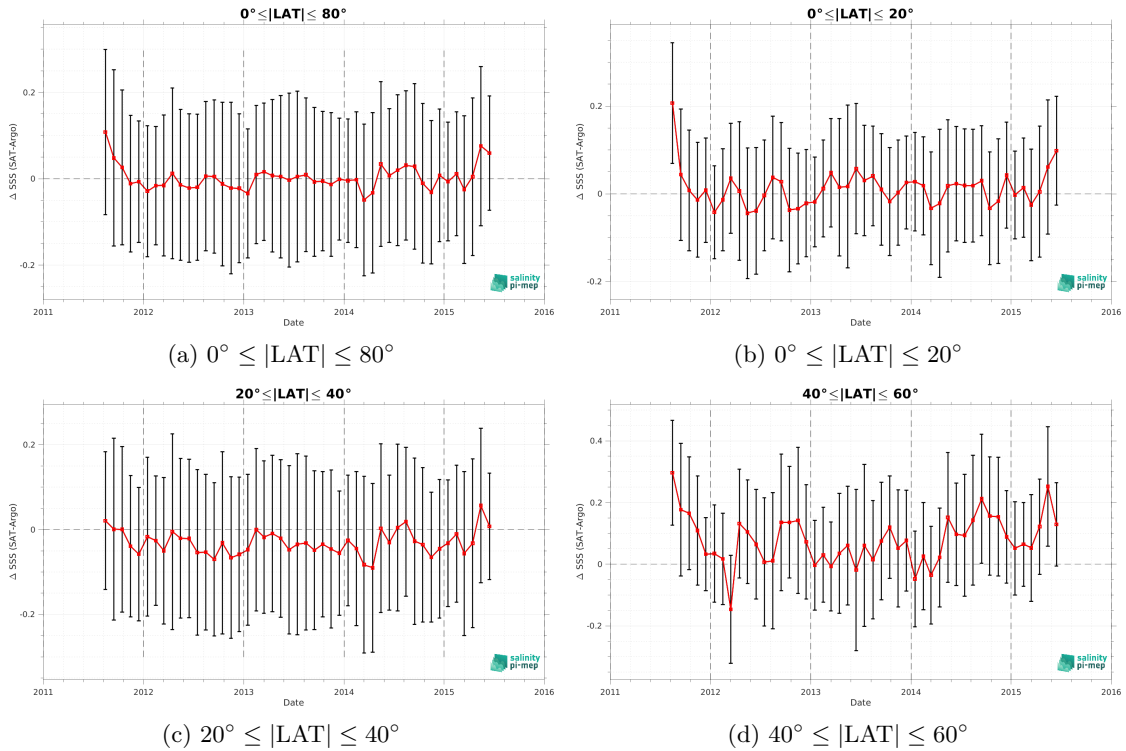 0°≤|LAT|≤ 80°
Δ SSS (SAT-Argo)
0.2
0
-0.2
2011 2012 2013 2014 2015 2016
Date
salinity
pi-mep
(a) 0° ≤ |LAT| ≤ 80°
0°≤|LAT|≤ 20°
Δ SSS (SAT-Argo)
0.2
0
-0.2
2011 2012 2013 2014 2015 2016
Date
salinity
pi-mep
(b) 0° ≤ |LAT| ≤ 20°
20°≤|LAT|≤ 40°
Δ SSS (SAT-Argo)
0.2
0
-0.2
2011 2012 2013 2014 2015 2016
Date
salinity
pi-mep
(c) 20° ≤ |LAT| ≤ 40°
40°≤|LAT|≤ 60°
Δ SSS (SAT-Argo)
0.4
0.2
0
-0.2
2011 2012 2013 2014 2015 2016
Date
salinity
pi-mep
(d) 40° ≤ |LAT| ≤ 60°